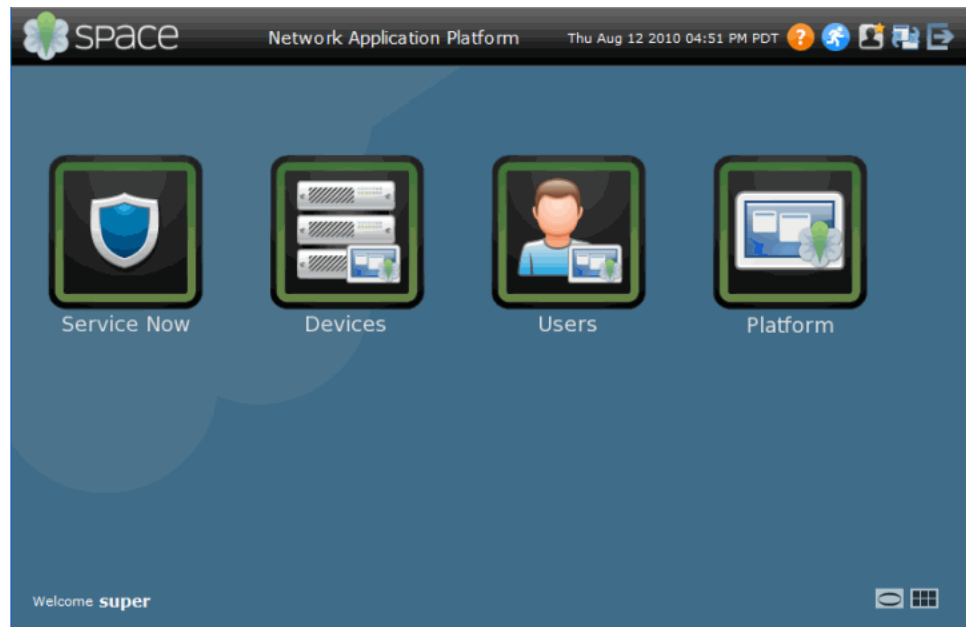 space
Network Application Platform
Thu Aug 12 2010 04:51 PM PDT
?
Service Now
Devices
Users
Platform
Welcome super